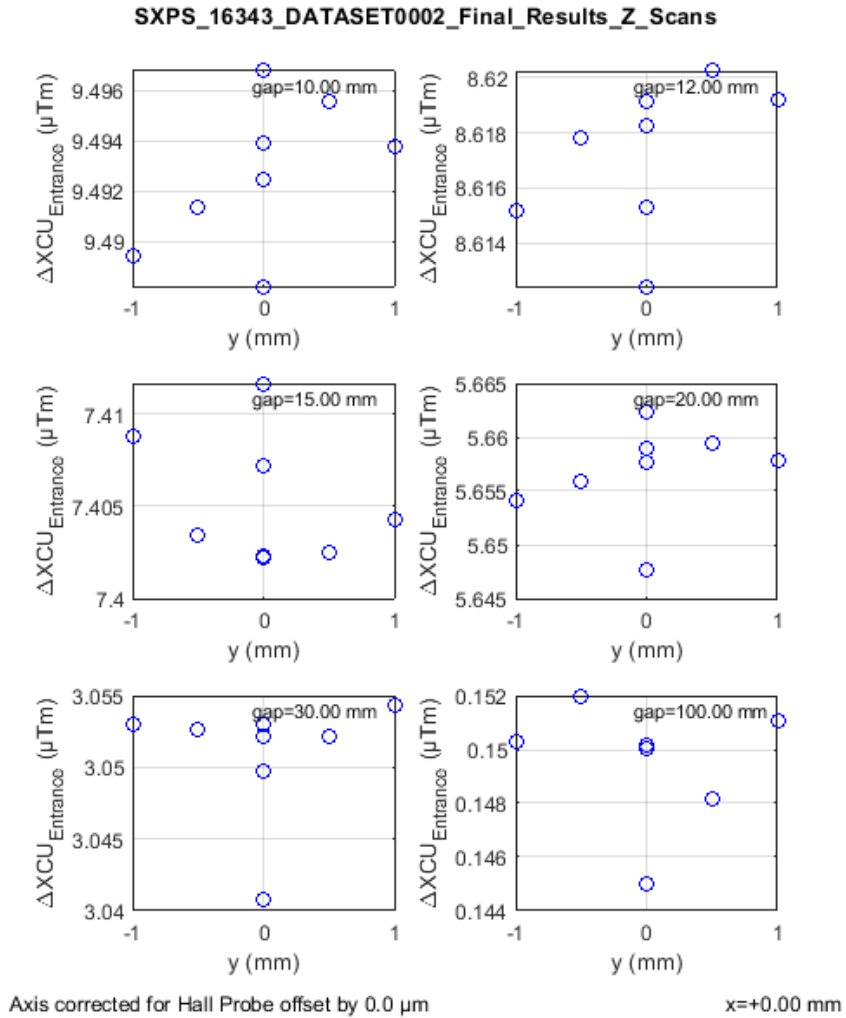 SXPS_16343_DATASET0002_Final_Results_Z_Scans
ΔXCU_Entrance (µTm)
9.496
9.494
9.492
9.49
gap=10.00 mm
-1 0 1
y (mm)
ΔXCU_Entrance (µTm)
8.62
8.618
8.616
8.614
gap=12.00 mm
-1 0 1
y (mm)
ΔXCU_Entrance (µTm)
7.41
7.405
7.4
gap=15.00 mm
-1 0 1
y (mm)
ΔXCU_Entrance (µTm)
5.665
5.66
5.655
5.65
5.645
gap=20.00 mm
-1 0 1
y (mm)
ΔXCU_Entrance (µTm)
3.055
3.05
3.045
3.04
gap=30.00 mm
-1 0 1
y (mm)
ΔXCU_Entrance (µTm)
0.152
0.15
0.148
0.146
0.144
gap=100.00 mm
-1 0 1
y (mm)
Axis corrected for Hall Probe offset by 0.0 µm
x=+0.00 mm